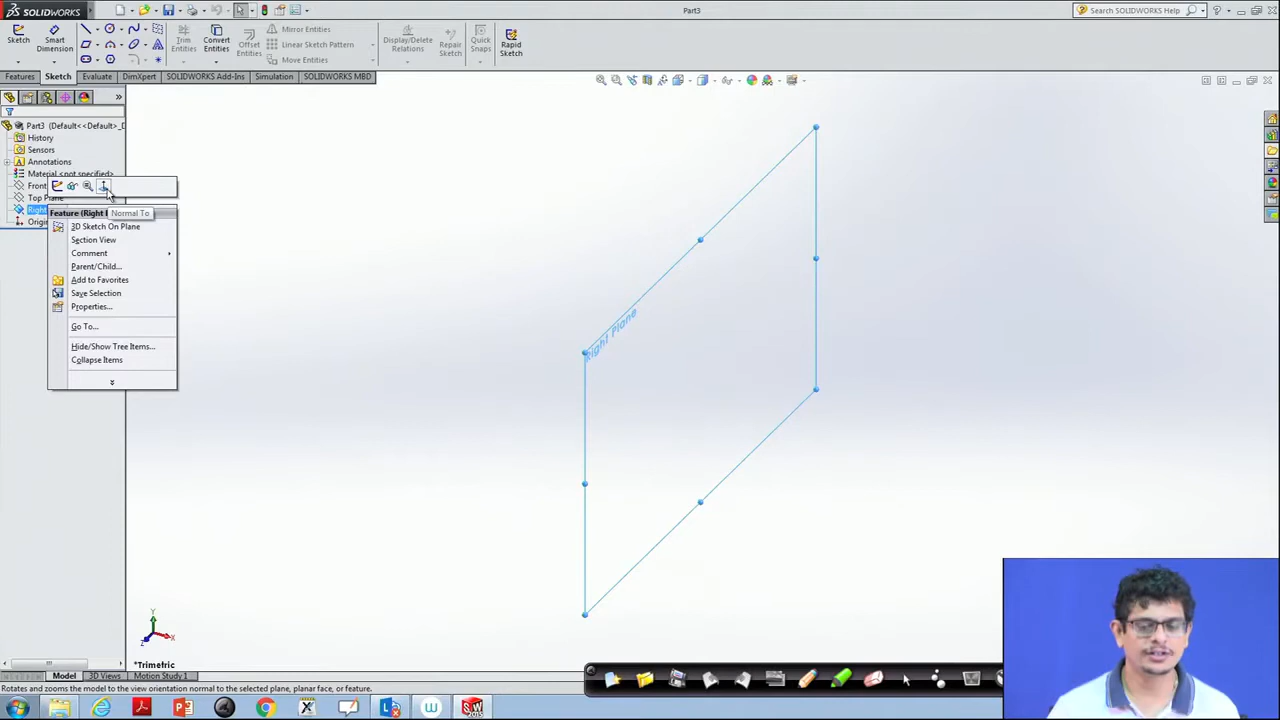 SOLIDWORKS
Part3
Search SOLIDWORKS Help
Sketch
Smart Dimension
Trim Entities
Convert Entities
Offset Entities
Mirror Entities
Linear Sketch Pattern
Move Entities
Display/Delete Relations
Repair Sketch
Quick Snaps
Rapid Sketch
Features
Sketch
Evaluate
DimXpert
SOLIDWORKS Add-Ins
Simulation
SOLIDWORKS MBD
Part3 (Default<<Default>_D
History
Sensors
Annotations
Material <not specified>
Front
Top Plane
Right
Origin
Feature (Right
Normal To
3D Sketch On Plane
Section View
Comment
Parent/Child...
Add to Favorites
Save Selection
Properties...
Go To...
Hide/Show Tree Items...
Collapse Items
Right Plane
Y
X
Z
*Trimetric
Model
3D Views
Motion Study 1
Rotates and zooms the model to the view orientation normal to the selected plane, planar face, or feature.